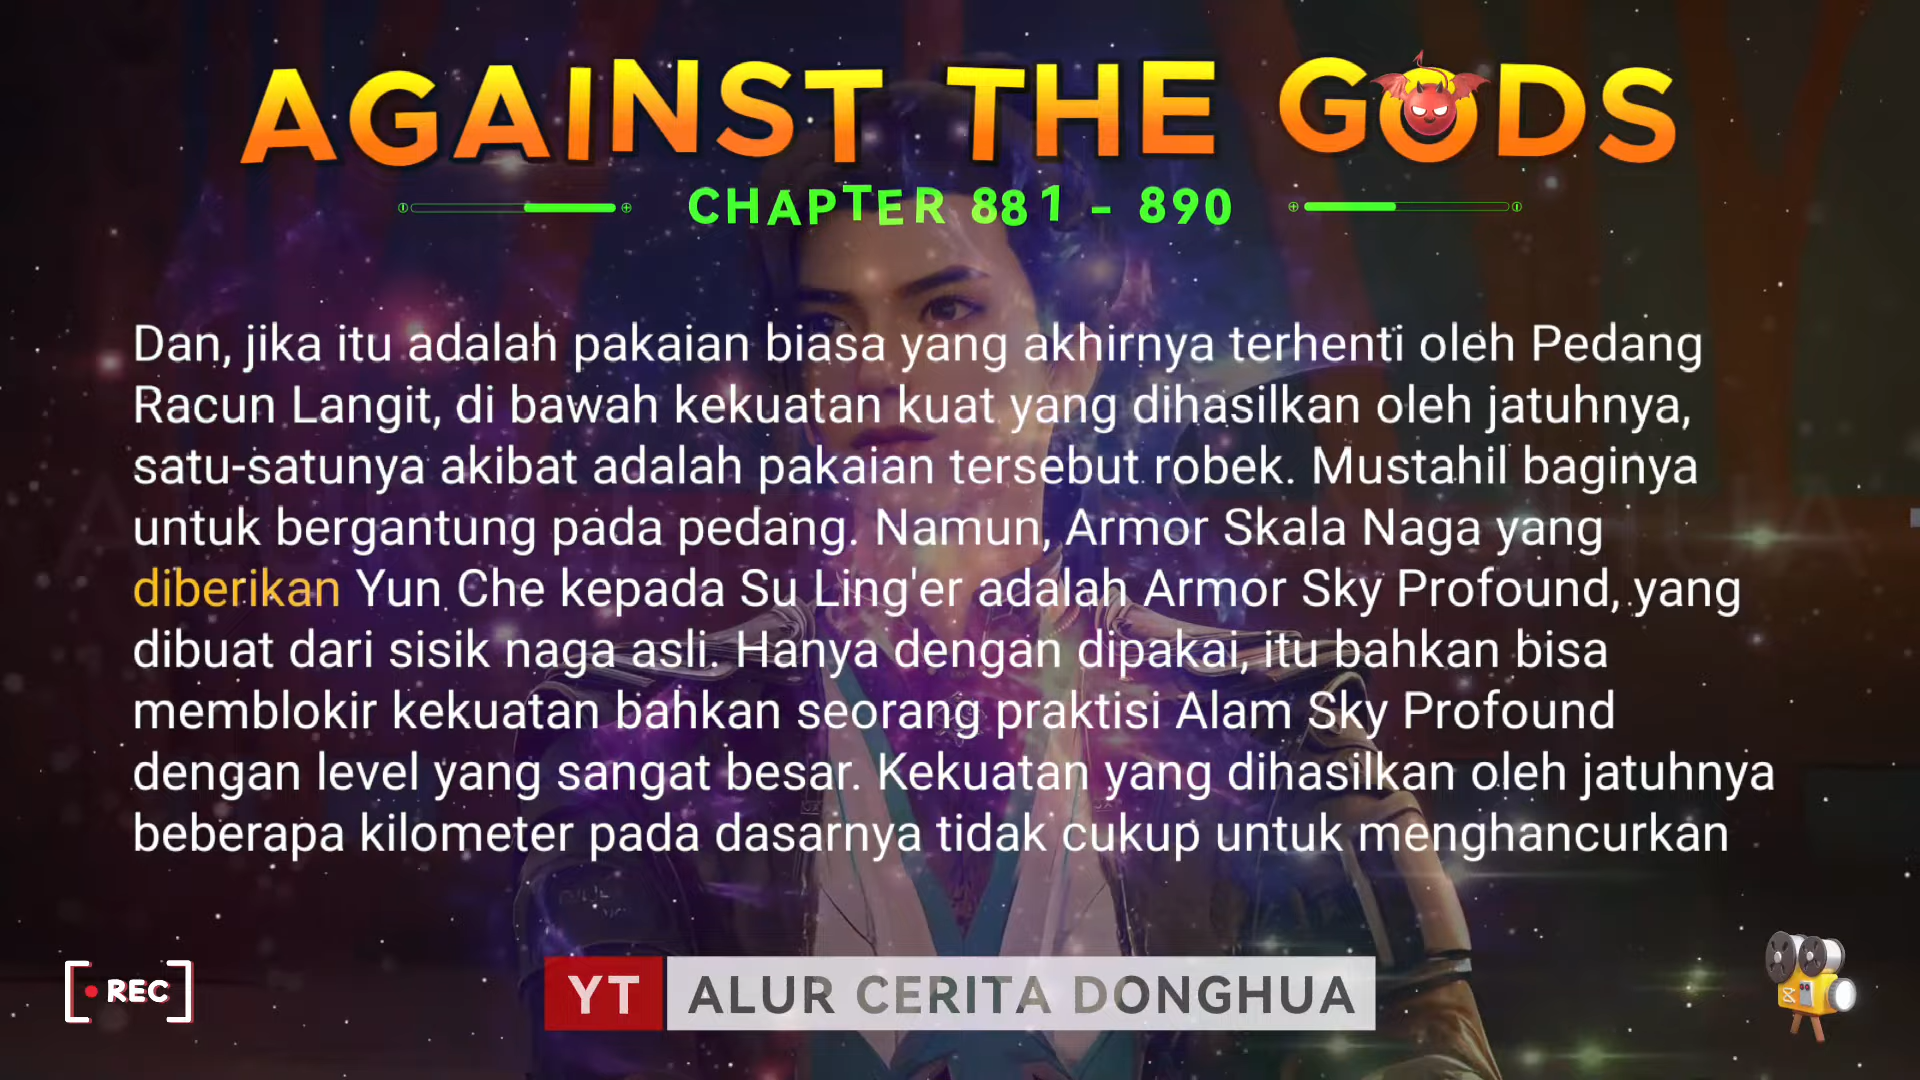 AGAINST THE GODS
CHAPTER 881 - 890
Dan, jika itu adalah pakaian biasa yang akhirnya terhenti oleh Pedang
Racun Langit, di bawah kekuatan kuat yang dihasilkan oleh jatuhnya,
satu-satunya akibat adalah pakaian tersebut robek. Mustahil baginya
untuk bergantung pada pedang. Namun, Armor Skala Naga yang
diberikan Yun Che kepada Su Ling'er adalah Armor Sky Profound, yang
dibuat dari sisik naga asli. Hanya dengan dipakai, itu bahkan bisa
memblokir kekuatan bahkan seorang praktisi Alam Sky Profound
dengan level yang sangat besar. Kekuatan yang dihasilkan oleh jatuhnya
beberapa kilometer pada dasarnya tidak cukup untuk menghancurkan
REC
YT ALUR CERITA DONGHUA